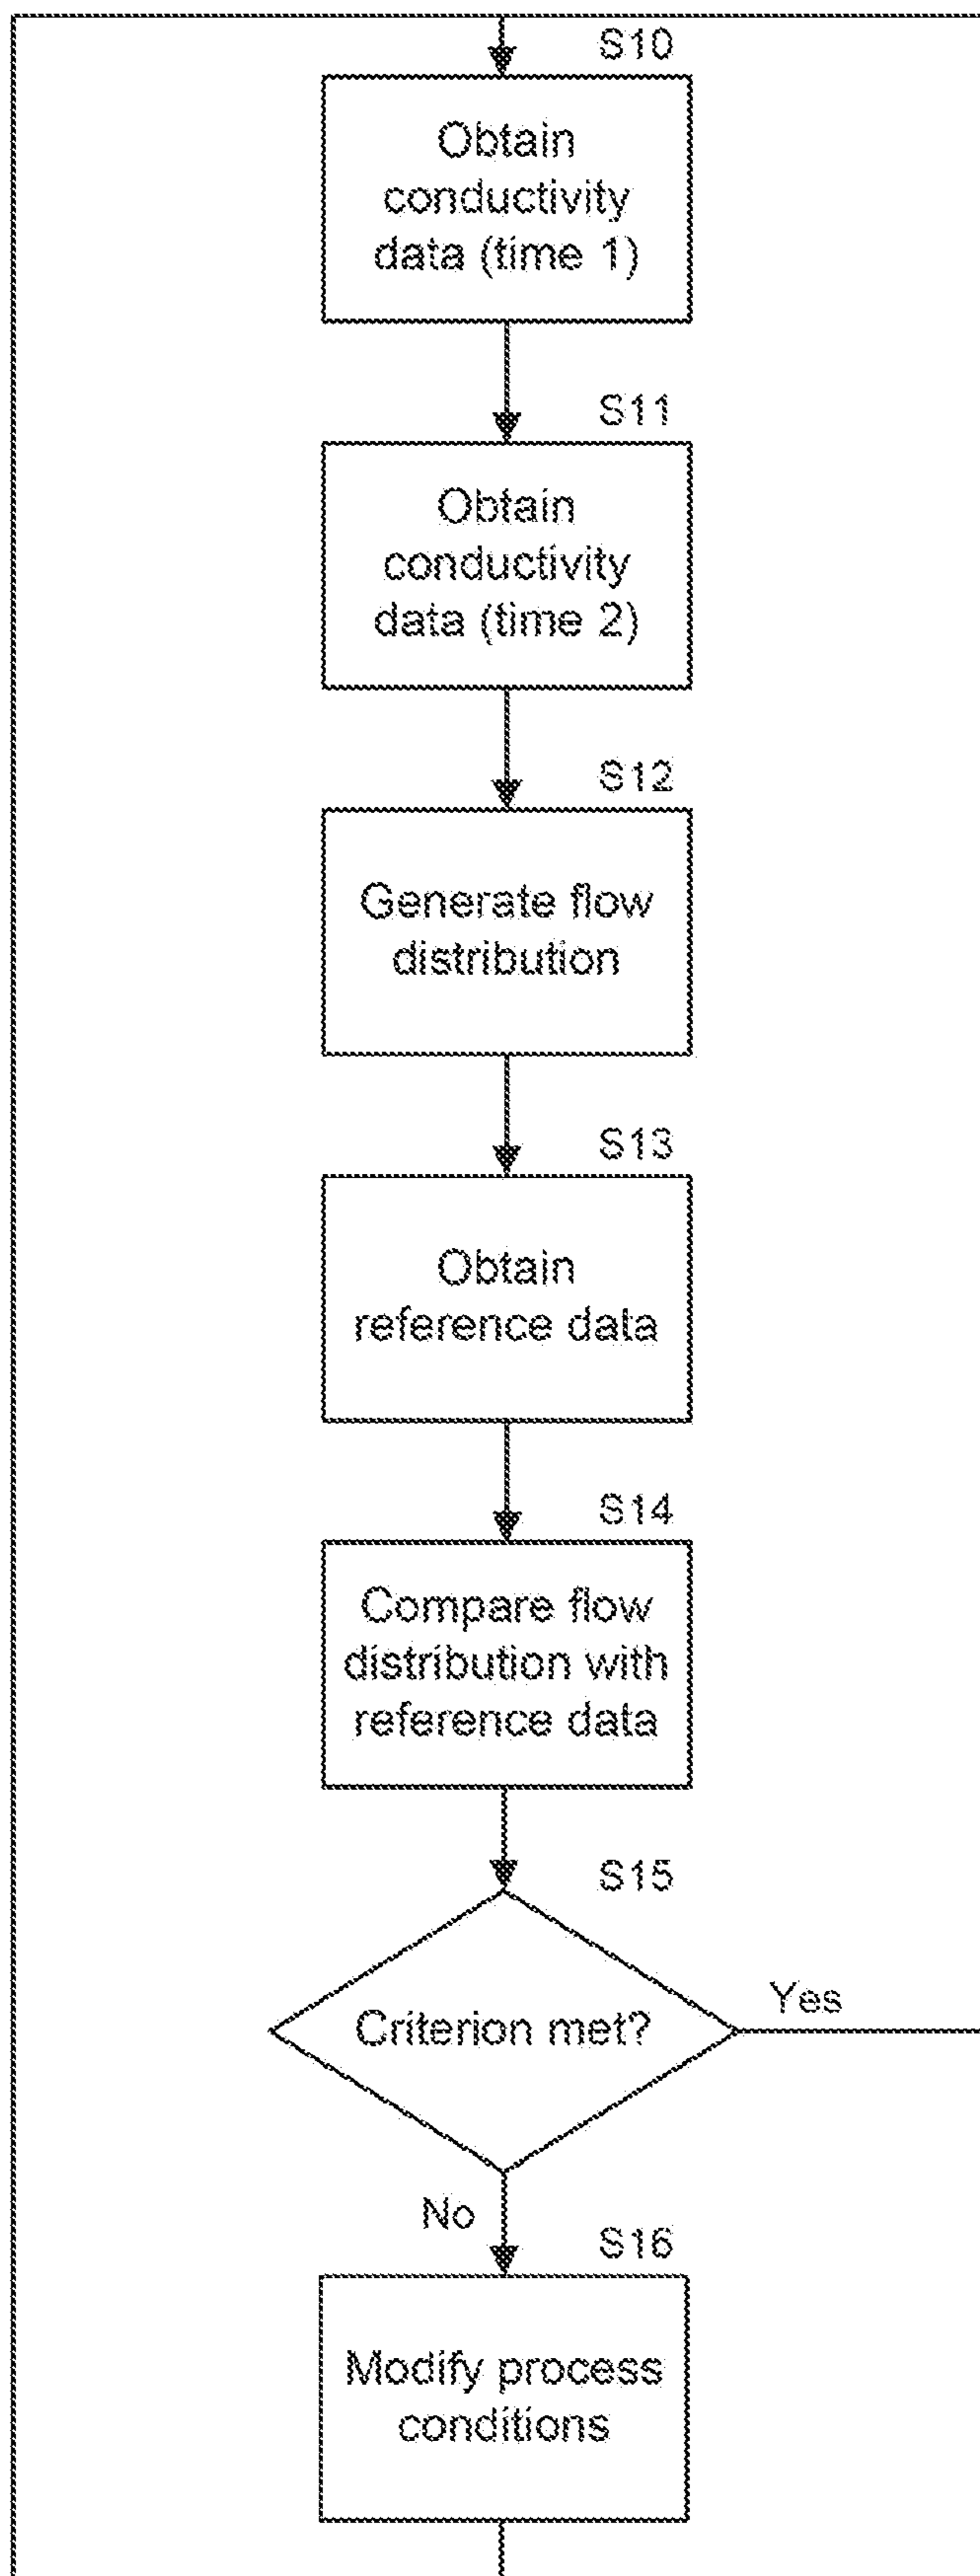 S10
Obtain
conductivity
data (time 1)
S11
Obtain
conductivity
data (time 2)
S12
Generate flow
distribution
S13
Obtain
reference data
S14
Compare flow
distribution with
reference data
S15
Criterion met?
Yes
No
S16
Modify process
conditions